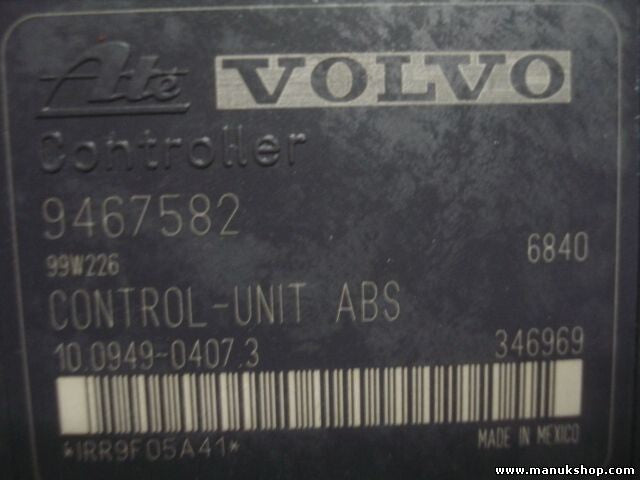 Ate VOLVO
Controller
9467582
99W226 6840
CONTROL-UNIT ABS
10.0949-0407.3 346969
*IRR9F05A41*
MADE IN MEXICO
www.manukshop.com